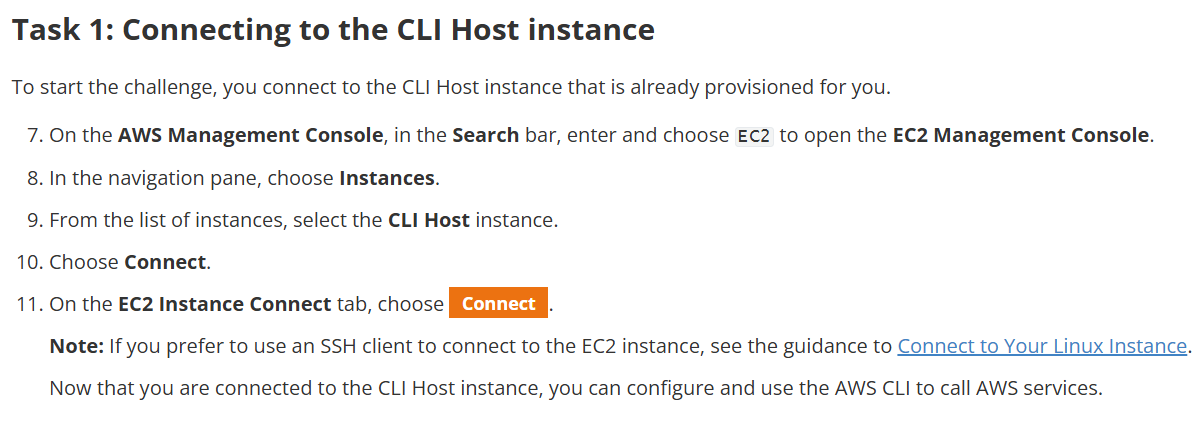 Task 1: Connecting to the CLI Host instance
To start the challenge, you connect to the CLI Host instance that is already provisioned for you.
7. On the AWS Management Console, in the Search bar, enter and choose EC2 to open the EC2 Management Console.
8. In the navigation pane, choose Instances.
9. From the list of instances, select the CLI Host instance.
10. Choose Connect.
11. On the EC2 Instance Connect tab, choose Connect.
Note: If you prefer to use an SSH client to connect to the EC2 instance, see the guidance to Connect to Your Linux Instance.
Now that you are connected to the CLI Host instance, you can configure and use the AWS CLI to call AWS services.